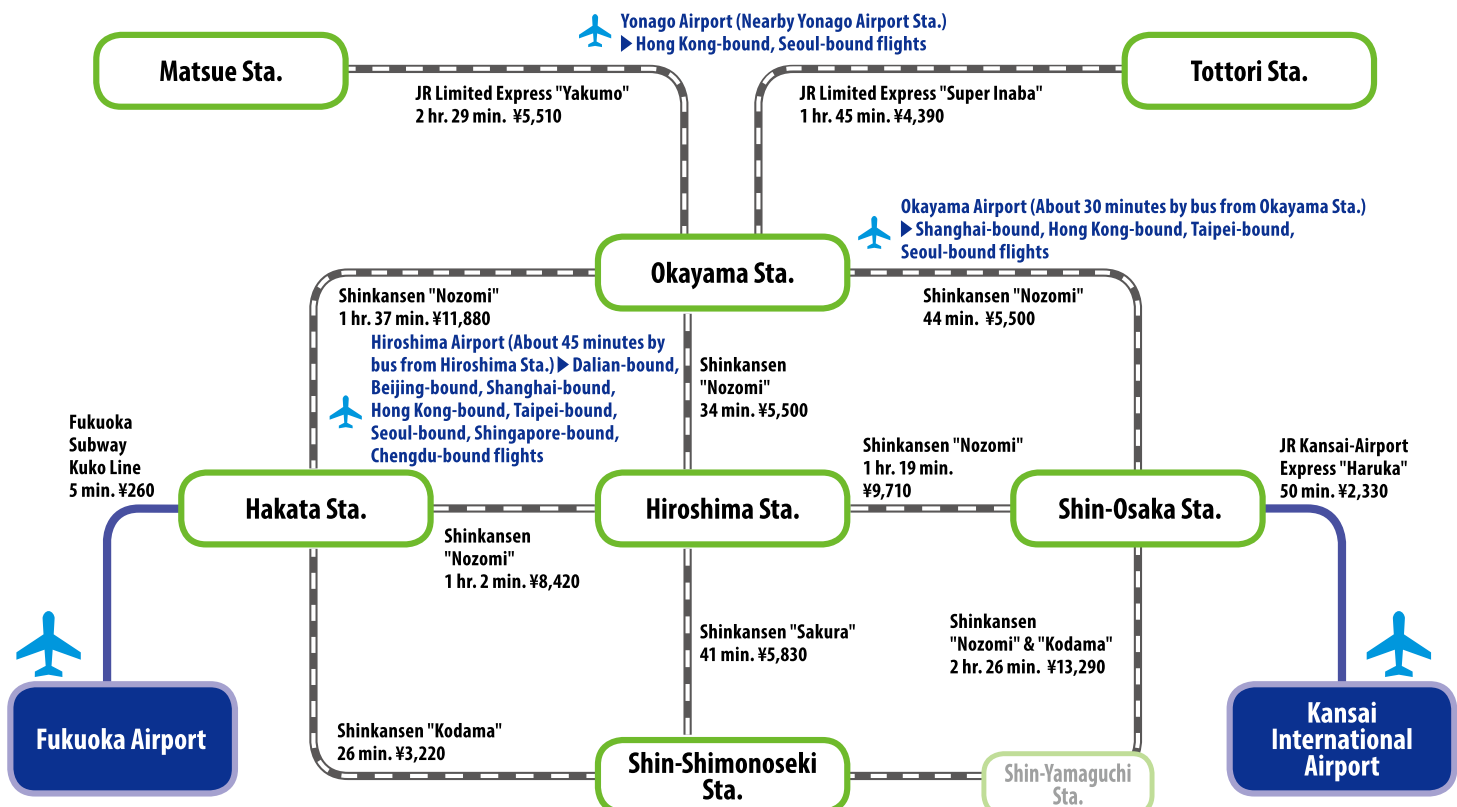 Yonago Airport (Nearby Yonago Airport Sta.)
▶Hong Kong-bound, Seoul-bound flights
Matsue Sta.
Tottori Sta.
JR Limited Express "Yakumo"
2 hr. 29 min. ¥5,510
JR Limited Express "Super Inaba"
1 hr. 45 min. ¥4,390
Okayama Airport (About 30 minutes by bus from Okayama Sta.)
▶Shanghai-bound, Hong Kong-bound, Taipei-bound,
Seoul-bound flights
Okayama Sta.
Shinkansen "Nozomi"
1 hr. 37 min. ¥11,880
Shinkansen "Nozomi"
44 min. ¥5,500
Hiroshima Airport (About 45 minutes by
bus from Hiroshima Sta.)▶Dalian-bound,
Beijing-bound, Shanghai-bound,
Hong Kong-bound, Taipei-bound,
Seoul-bound, Shingapore-bound,
Chengdu-bound flights
Shinkansen
"Nozomi"
34 min. ¥5,500
Fukuoka
Subway
Kuko Line
5 min. ¥260
Shinkansen "Nozomi"
1 hr. 19 min.
¥9,710
JR Kansai-Airport
Express "Haruka"
50 min. ¥2,330
Hakata Sta.
Hiroshima Sta.
Shin-Osaka Sta.
Shinkansen
"Nozomi"
1 hr. 2 min. ¥8,420
Shinkansen "Sakura"
41 min. ¥5,830
Shinkansen
"Nozomi" & "Kodama"
2 hr. 26 min. ¥13,290
Fukuoka Airport
Kansai
International
Airport
Shinkansen "Kodama"
26 min. ¥3,220
Shin-Shimonoseki
Sta.
Shin-Yamaguchi
Sta.